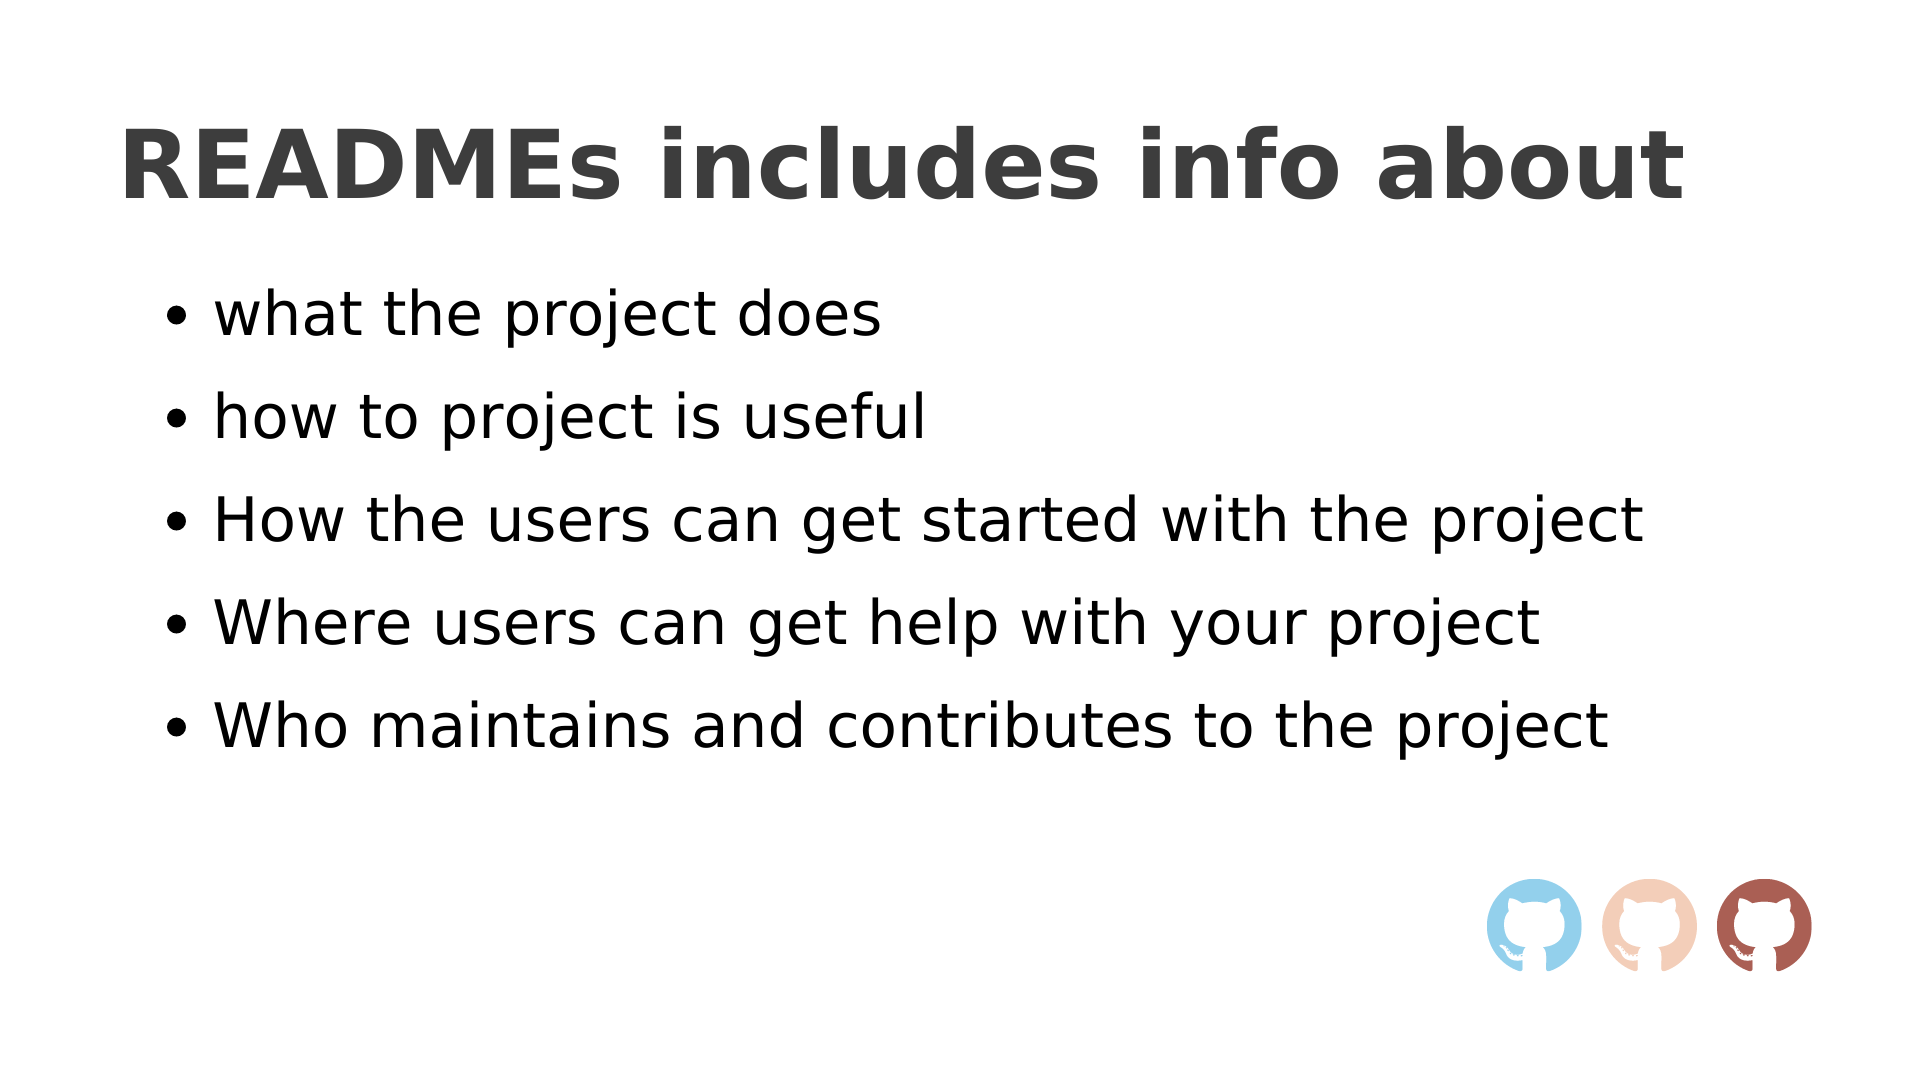 READMEs includes info about
• what the project does
• how to project is useful
• How the users can get started with the project
• Where users can get help with your project
• Who maintains and contributes to the project